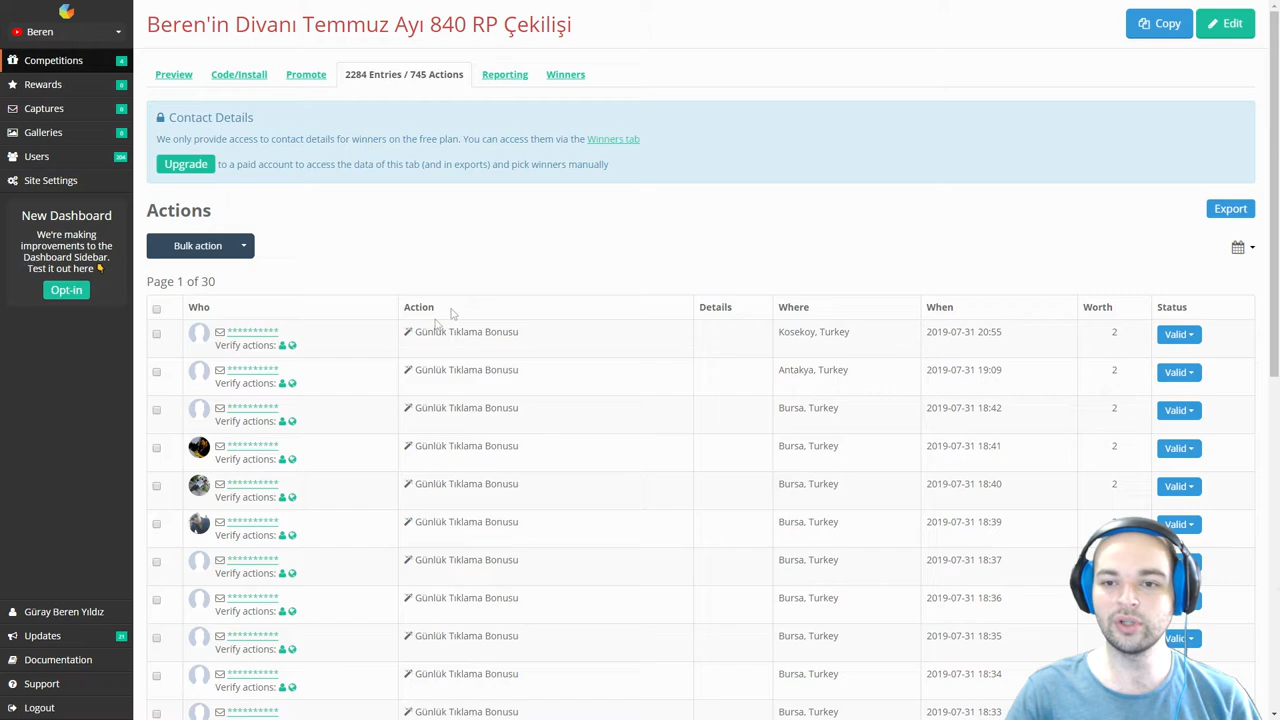 Beren
Competitions 4
Rewards 0
Captures 0
Galleries 0
Users 204
Site Settings
New Dashboard
We're making
improvements to the
Dashboard Sidebar.
Test it out here 👇
Opt-in
Güray Beren Yıldız
Updates 21
Documentation
Support
Logout
Beren'in Divanı Temmuz Ayı 840 RP Çekilişi
Copy
Edit
Preview Code/Install Promote 2284 Entries / 745 Actions Reporting Winners
Contact Details
We only provide access to contact details for winners on the free plan. You can access them via the Winners tab
Upgrade to a paid account to access the data of this tab (and in exports) and pick winners manually
Actions
Export
Bulk action
Page 1 of 30
Who Action Details Where When Worth Status
********** Günlük Tıklama Bonusu Kosekoy, Turkey 2019-07-31 20:55 2 Valid
Verify actions:
********** Günlük Tıklama Bonusu Antakya, Turkey 2019-07-31 19:09 2 Valid
Verify actions:
********** Günlük Tıklama Bonusu Bursa, Turkey 2019-07-31 18:42 2 Valid
Verify actions:
********** Günlük Tıklama Bonusu Bursa, Turkey 2019-07-31 18:41 2 Valid
Verify actions:
********** Günlük Tıklama Bonusu Bursa, Turkey 2019-07-31 18:40 2 Valid
Verify actions:
********** Günlük Tıklama Bonusu Bursa, Turkey 2019-07-31 18:39 Valid
Verify actions:
********** Günlük Tıklama Bonusu Bursa, Turkey 2019-07-31 18:37
Verify actions:
********** Günlük Tıklama Bonusu Bursa, Turkey 2019-07-31 18:36
Verify actions:
********** Günlük Tıklama Bonusu Bursa, Turkey 2019-07-31 18:35 Valid
Verify actions:
********** Günlük Tıklama Bonusu Bursa, Turkey 2019-07-31 18:34
Verify actions:
********** Günlük Tıklama Bonusu Bursa, Turkey 2019-07-31 18:33